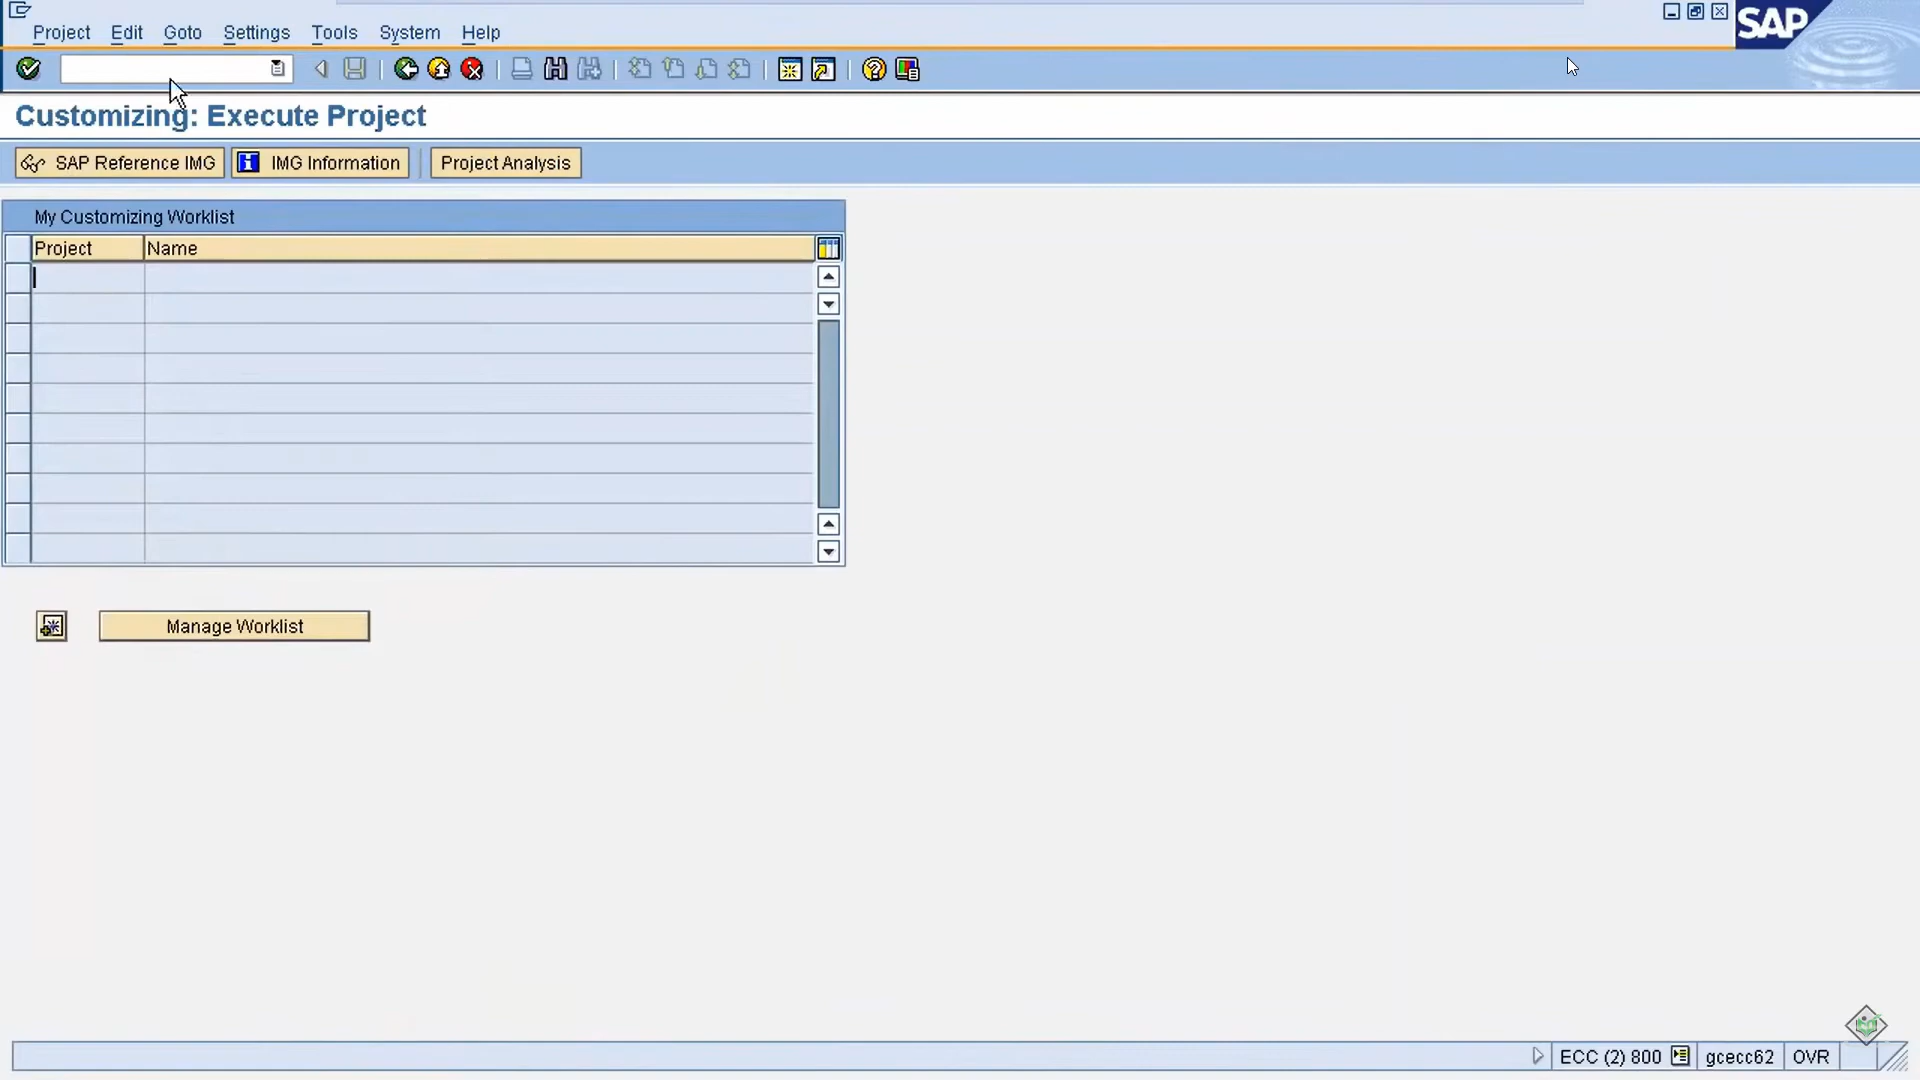 Project Edit Goto Settings Tools System Help
SAP
Customizing: Execute Project
SAP Reference IMG IMG Information Project Analysis
My Customizing Worklist
Project Name
Manage Worklist
ECC (2) 800 gcecc62 OVR